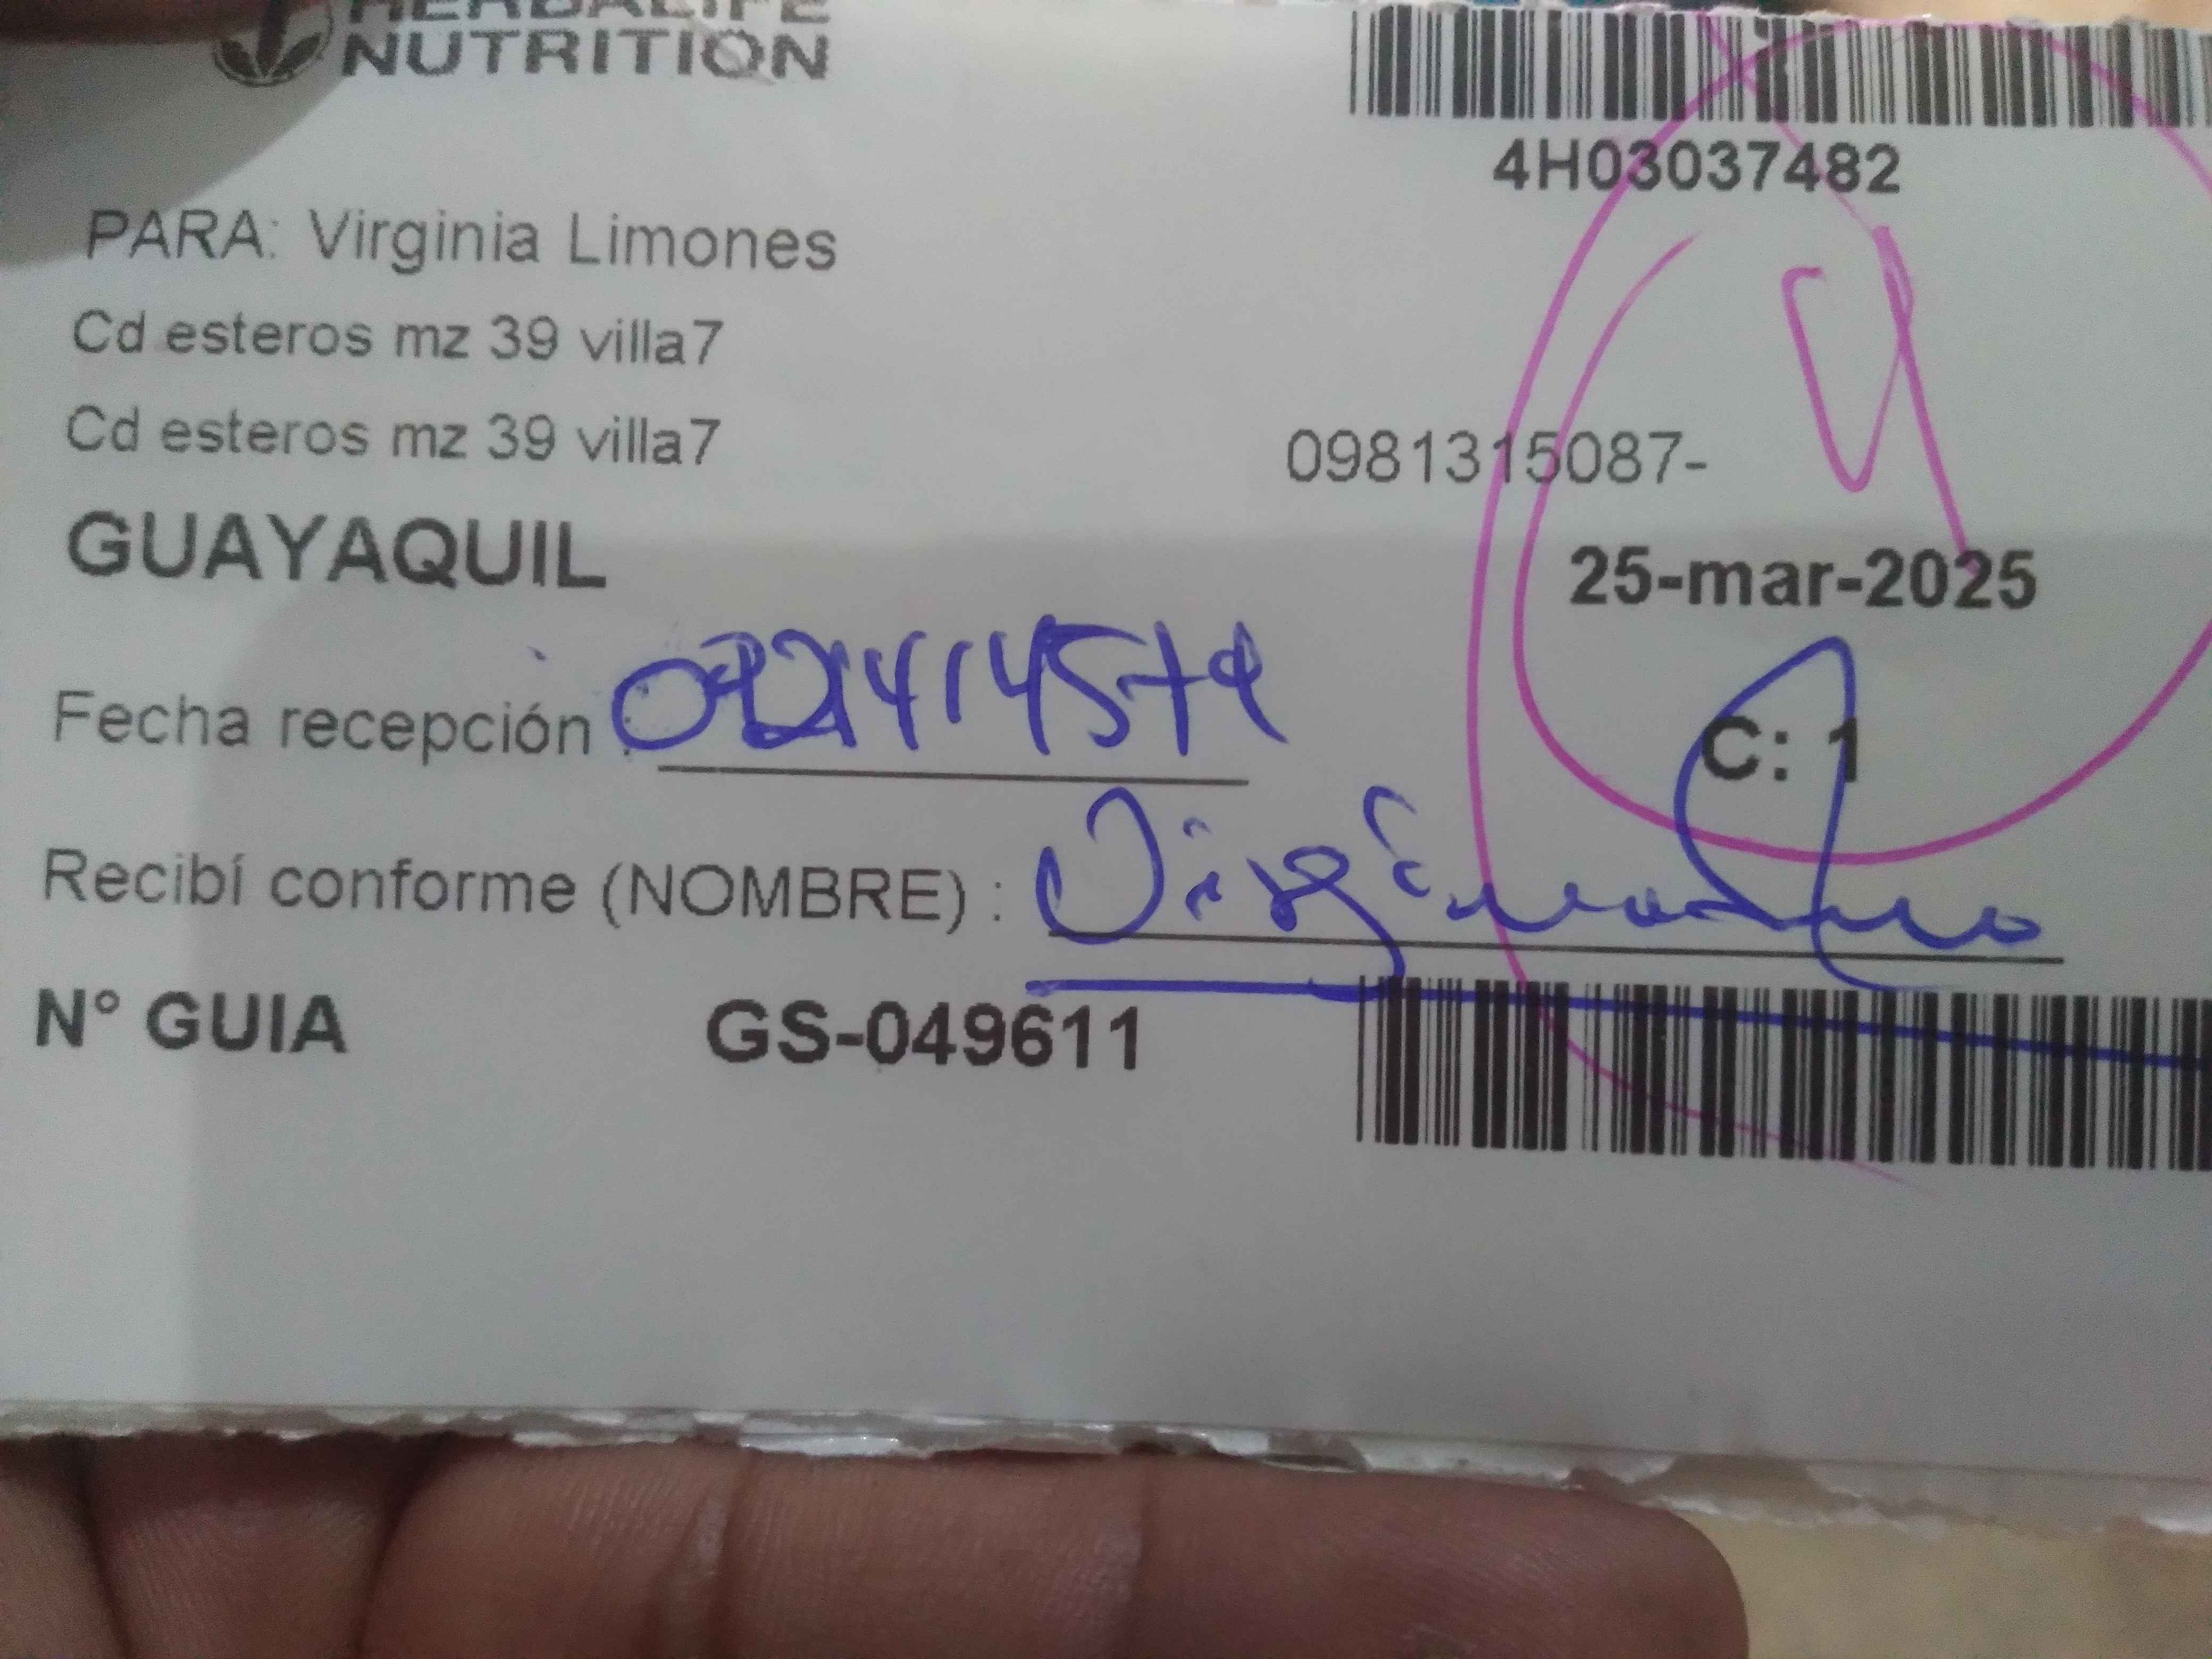 HERBALIFE
NUTRITION
4H03037482
PARA: Virginia Limones
Cd esteros mz 39 villa7
Cd esteros mz 39 villa7
0981315087-
GUAYAQUIL
25-mar-2025
Fecha recepción :
C: 1
Recibí conforme (NOMBRE) :
N° GUIA GS-049611